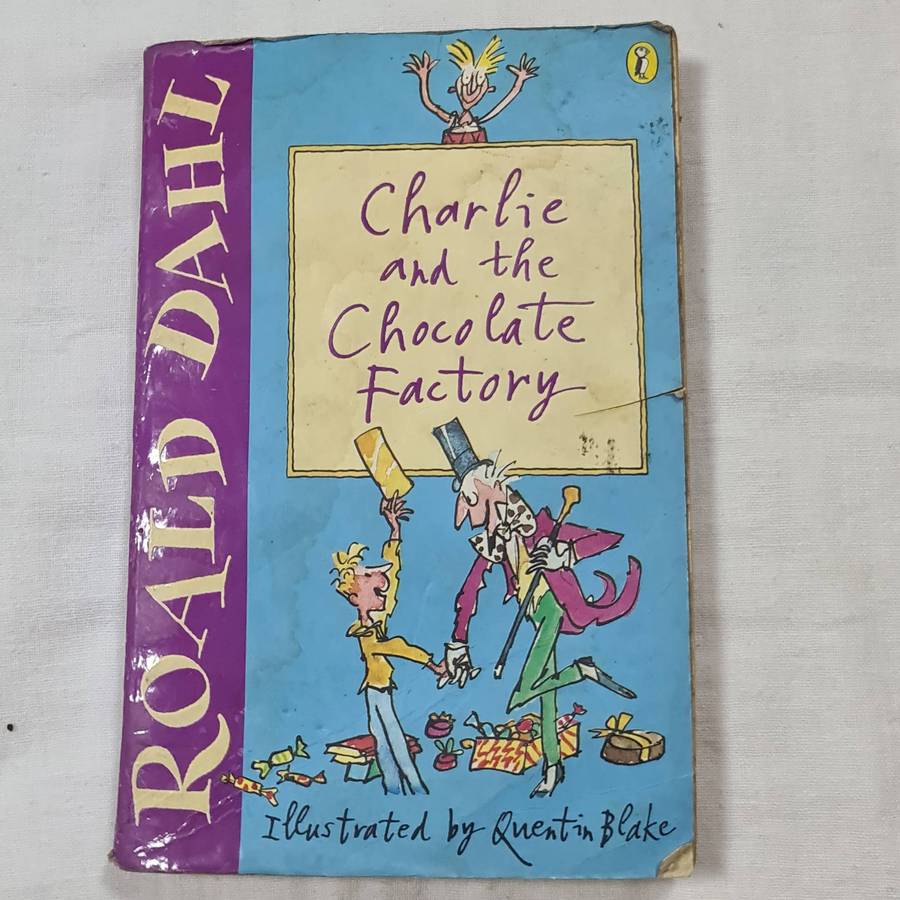 ROALD DAHL
Charlie
and the
Chocolate
Factory
Illustrated by Quentin Blake